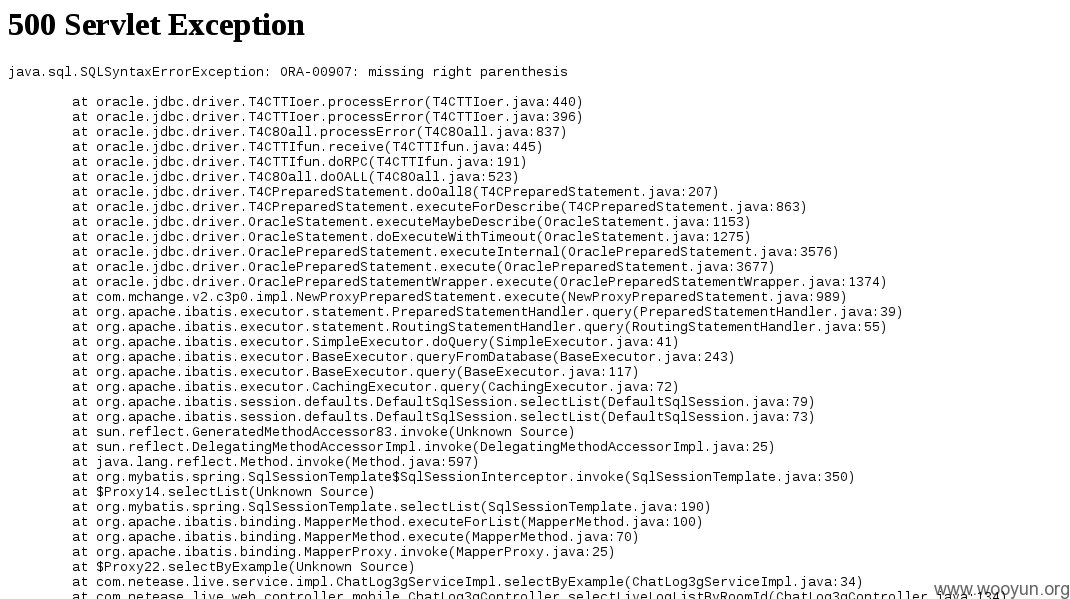 500 Servlet Exception
java.sql.SQLSyntaxErrorException: ORA-00907: missing right parenthesis
at oracle.jdbc.driver.T4CTTIoer.processError(T4CTTIoer.java:440)
at oracle.jdbc.driver.T4CTTIoer.processError(T4CTTIoer.java:396)
at oracle.jdbc.driver.T4C8Oall.processError(T4C8Oall.java:837)
at oracle.jdbc.driver.T4CTTIfun.receive(T4CTTIfun.java:445)
at oracle.jdbc.driver.T4CTTIfun.doRPC(T4CTTIfun.java:191)
at oracle.jdbc.driver.T4C8Oall.doOALL(T4C8Oall.java:523)
at oracle.jdbc.driver.T4CPreparedStatement.doOall8(T4CPreparedStatement.java:207)
at oracle.jdbc.driver.T4CPreparedStatement.executeForDescribe(T4CPreparedStatement.java:863)
at oracle.jdbc.driver.OracleStatement.executeMaybeDescribe(OracleStatement.java:1153)
at oracle.jdbc.driver.OracleStatement.doExecuteWithTimeout(OracleStatement.java:1275)
at oracle.jdbc.driver.OraclePreparedStatement.executeInternal(OraclePreparedStatement.java:3576)
at oracle.jdbc.driver.OraclePreparedStatement.execute(OraclePreparedStatement.java:3677)
at oracle.jdbc.driver.OraclePreparedStatementWrapper.execute(OraclePreparedStatementWrapper.java:1374)
at com.mchange.v2.c3p0.impl.NewProxyPreparedStatement.execute(NewProxyPreparedStatement.java:989)
at org.apache.ibatis.executor.statement.PreparedStatementHandler.query(PreparedStatementHandler.java:39)
at org.apache.ibatis.executor.statement.RoutingStatementHandler.query(RoutingStatementHandler.java:55)
at org.apache.ibatis.executor.SimpleExecutor.doQuery(SimpleExecutor.java:41)
at org.apache.ibatis.executor.BaseExecutor.queryFromDatabase(BaseExecutor.java:243)
at org.apache.ibatis.executor.BaseExecutor.query(BaseExecutor.java:117)
at org.apache.ibatis.executor.CachingExecutor.query(CachingExecutor.java:72)
at org.apache.ibatis.session.defaults.DefaultSqlSession.selectList(DefaultSqlSession.java:79)
at org.apache.ibatis.session.defaults.DefaultSqlSession.selectList(DefaultSqlSession.java:73)
at sun.reflect.GeneratedMethodAccessor83.invoke(Unknown Source)
at sun.reflect.DelegatingMethodAccessorImpl.invoke(DelegatingMethodAccessorImpl.java:25)
at java.lang.reflect.Method.invoke(Method.java:597)
at org.mybatis.spring.SqlSessionTemplate$SqlSessionInterceptor.invoke(SqlSessionTemplate.java:350)
at $Proxy14.selectList(Unknown Source)
at org.mybatis.spring.SqlSessionTemplate.selectList(SqlSessionTemplate.java:190)
at org.apache.ibatis.binding.MapperMethod.executeForList(MapperMethod.java:100)
at org.apache.ibatis.binding.MapperMethod.execute(MapperMethod.java:70)
at org.apache.ibatis.binding.MapperProxy.invoke(MapperProxy.java:25)
at $Proxy22.selectByExample(Unknown Source)
at com.netease.live.service.impl.ChatLog3gServiceImpl.selectByExample(ChatLog3gServiceImpl.java:34)
at com.netease.live.web.controller.mobile.ChatLog3gController.selectLiveLogListByRoomId(ChatLog3gController.java:134)
www.wooyun.org